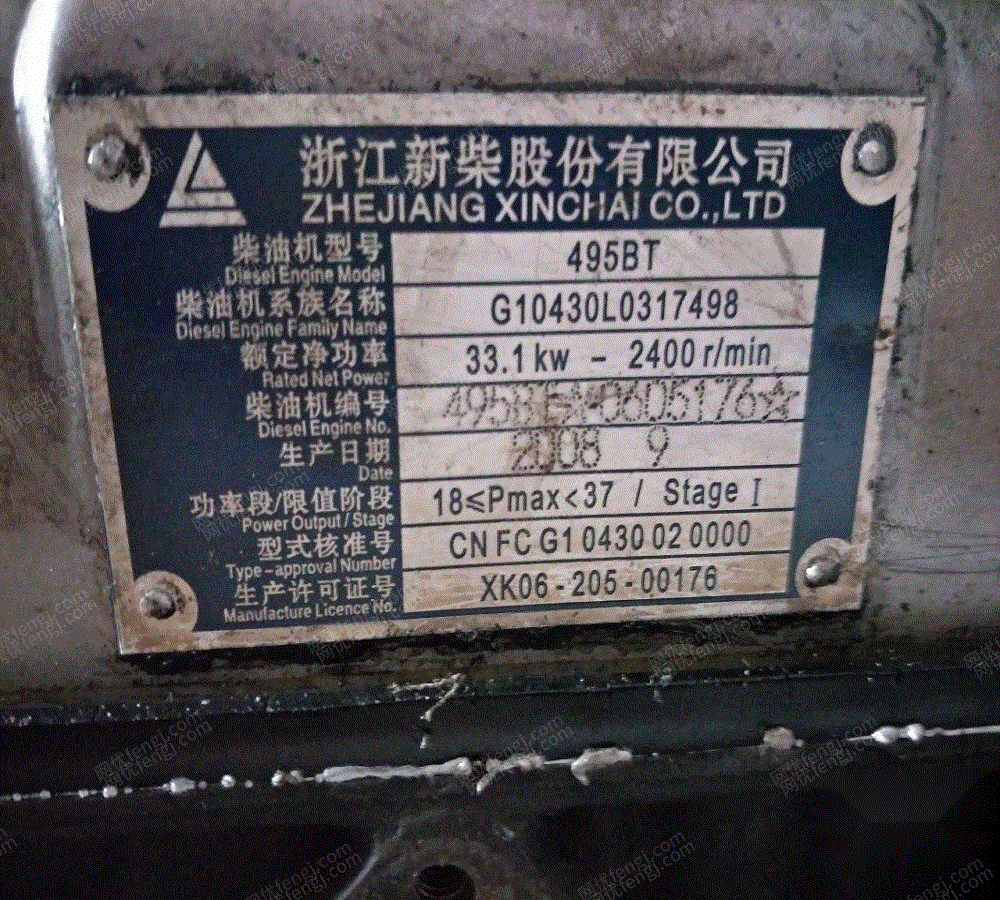 浙江新柴股份有限公司
ZHEJIANG XINCHAI CO.,LTD
柴油机型号 495BT
Diesel Engine Model
柴油机系族名称 G10430L0317498
Diesel Engine Family Name
额定净功率 33.1 kw - 2400 r/min
Rated Net Power
柴油机编号
Diesel Engine No.
生产日期 2008 9
Date
功率段/限值阶段 18≤Pmax<37 / Stage I
Power Output/Stage
型式核准号 CN FC G1 0430 02 0000
Type-approval Number
生产许可证号 XK06-205-00176
Manufacture Licence No.